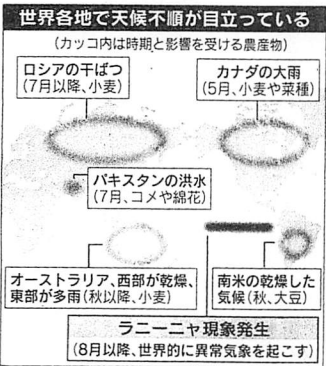 世界各地で天候不順が目立っている
(カッコ内は時期と影響を受ける農産物)
ロシアの干ばつ
(7月以降、小麦)
カナダの大雨
(5月、小麦や菜種)
パキスタンの洪水
(7月、コメや綿花)
オーストラリア、西部が乾燥、
東部が多雨(秋以降、小麦)
南米の乾燥した
気候(秋、大豆)
ラニーニャ現象発生
(8月以降、世界的に異常気象を起こす)